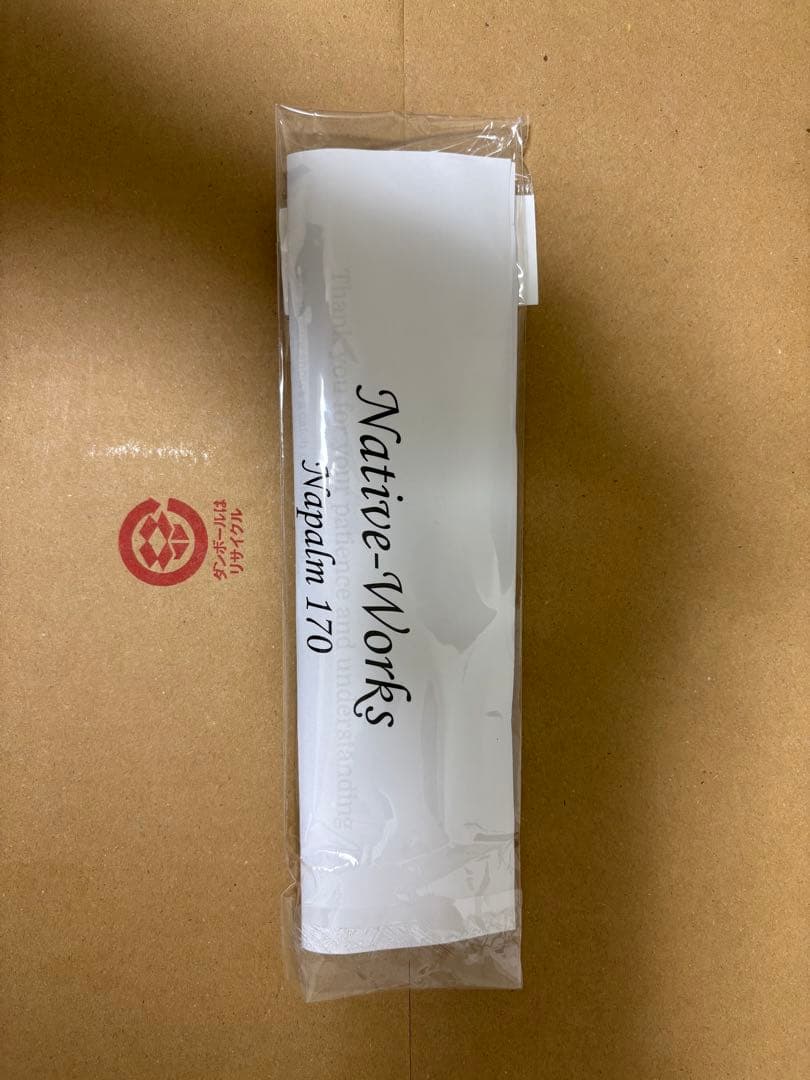 Native-Works
Napalm 170
Thank you for your patience and understanding
ダンボールは
リサイクル